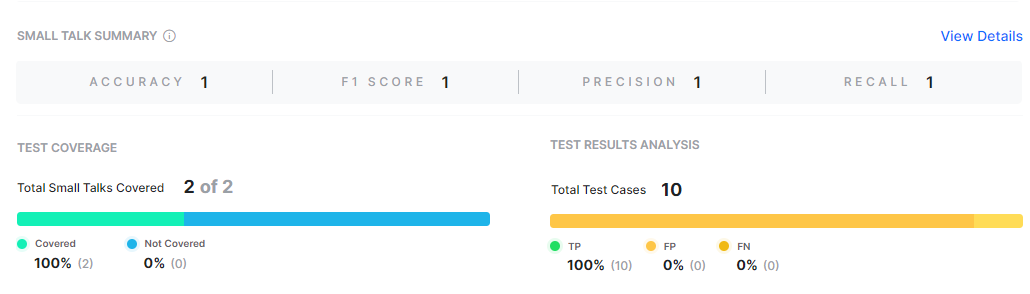 SMALL TALK SUMMARY
View Details
ACCURACY 1 F1 SCORE 1 PRECISION 1 RECALL 1
TEST COVERAGE
Total Small Talks Covered 2 of 2
Covered Not Covered
100% (2) 0% (0)
TEST RESULTS ANALYSIS
Total Test Cases 10
TP FP FN
100% (10) 0% (0) 0% (0)